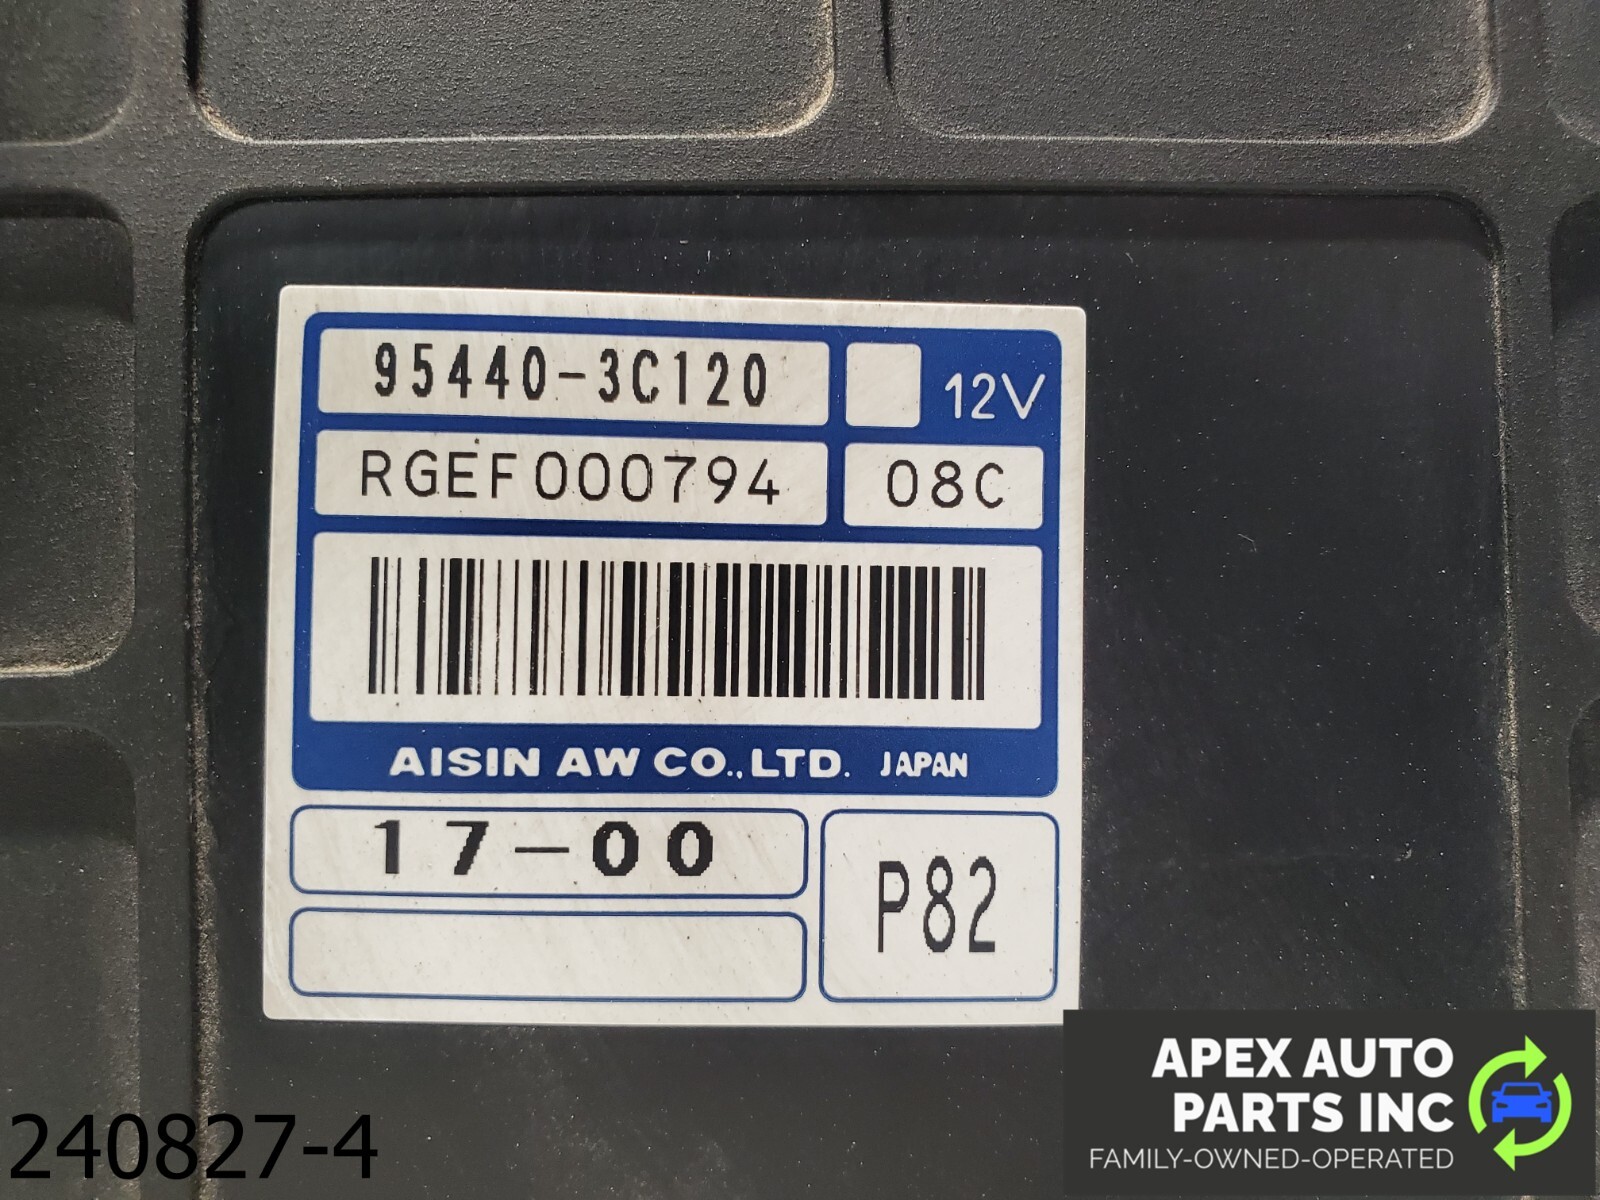 95440-3C120
12V
RGEF000794
08C
AISIN AW CO., LTD. JAPAN
17-00
P82
240827-4
APEX AUTO
PARTS INC
FAMILY-OWNED-OPERATED